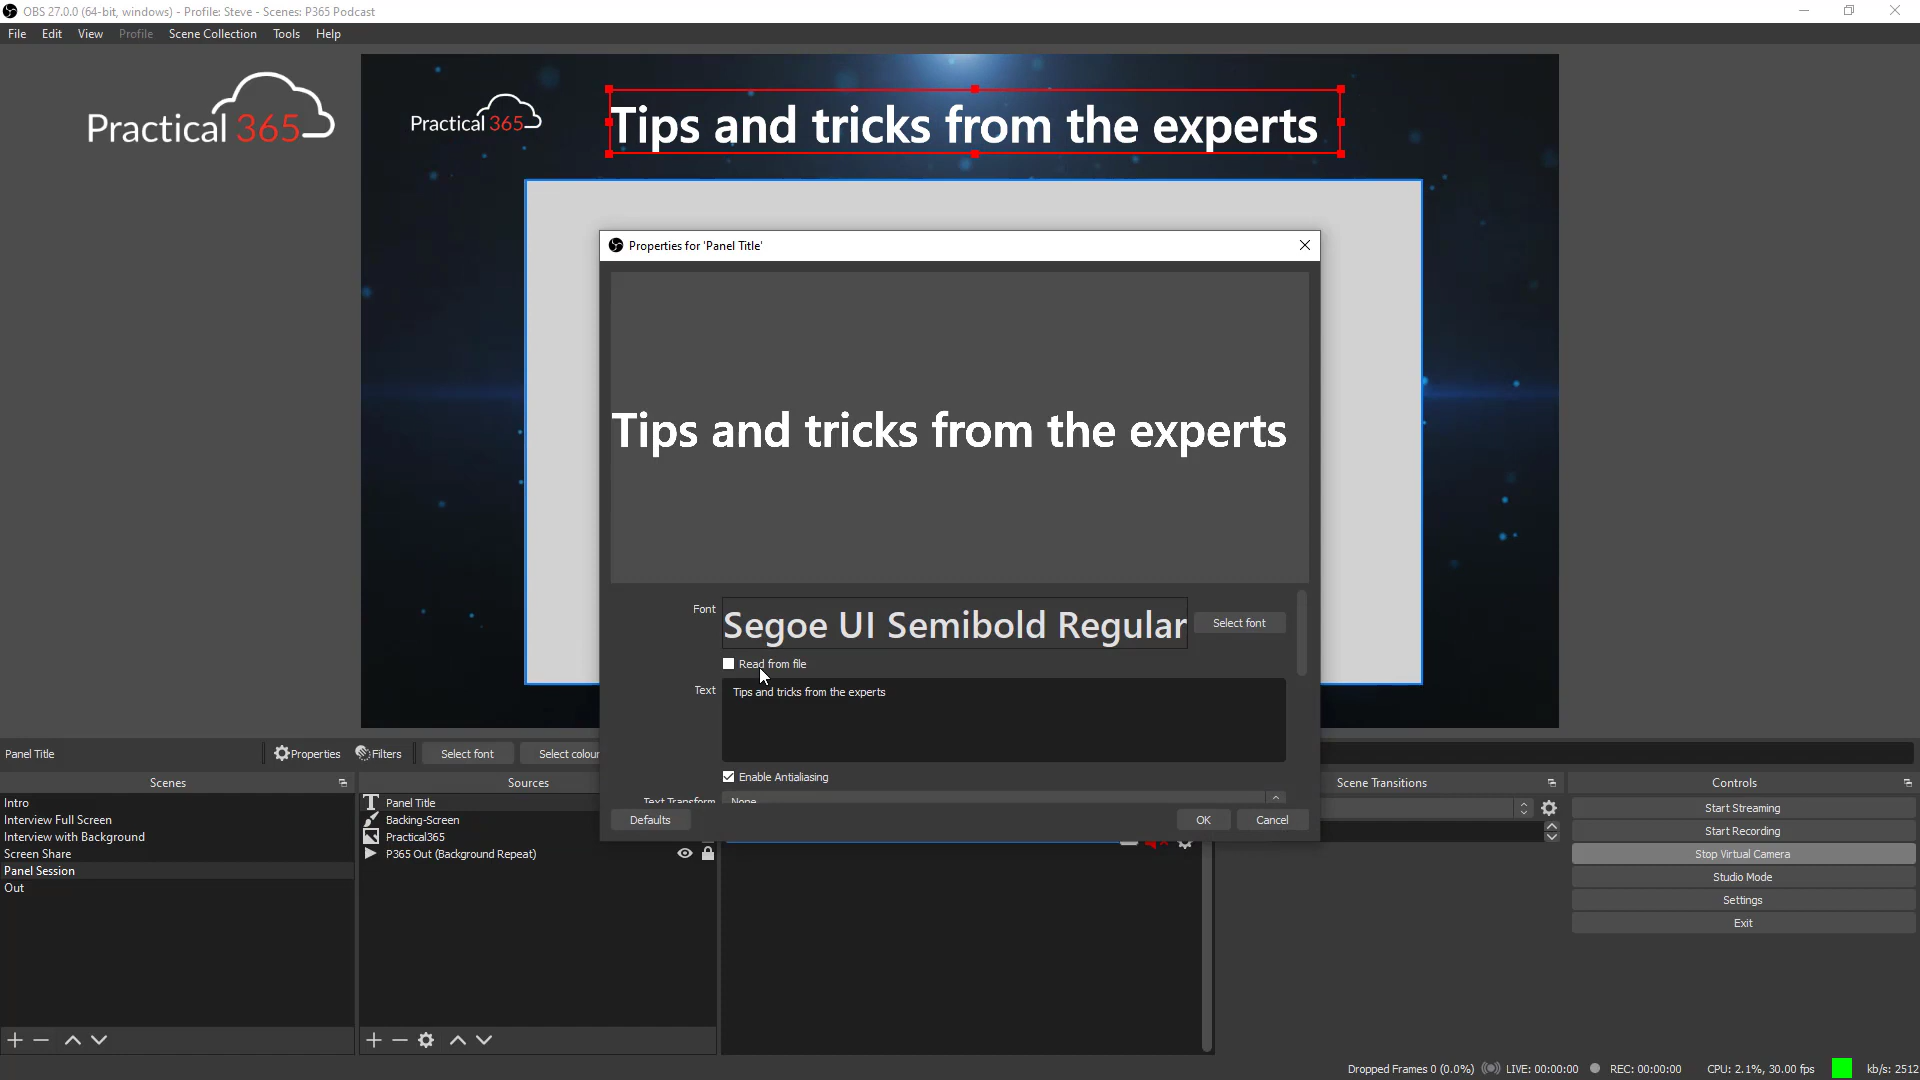 OBS 27.0.0 (64-bit, windows) - Profile: Steve - Scenes: P365 Podcast
File Edit View Profile Scene Collection Tools Help
Practical 365
Practical 365
Tips and tricks from the experts
Properties for 'Panel Title'
Tips and tricks from the experts
Font
Segoe UI Semibold Regular
Select font
Read from file
Text
Tips and tricks from the experts
Enable Antialiasing
Text Transform
None
Defaults
OK
Cancel
Panel Title
Properties
Filters
Select font
Select colour
Scenes
Intro
Interview Full Screen
Interview with Background
Screen Share
Panel Session
Out
Sources
Panel Title
Backing-Screen
Practical365
P365 Out (Background Repeat)
Scene Transitions
Controls
Start Streaming
Start Recording
Stop Virtual Camera
Studio Mode
Settings
Exit
Dropped Frames 0 (0.0%) LIVE: 00:00:00 REC: 00:00:00 CPU: 2.1%, 30.00 fps kb/s: 2512